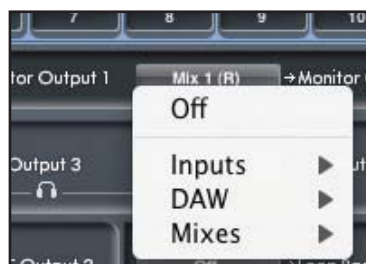 7 8 9 10
tor Output 1 Mix 1 (R) →Monitor
Off
Inputs
Output 3
DAW
Mixes